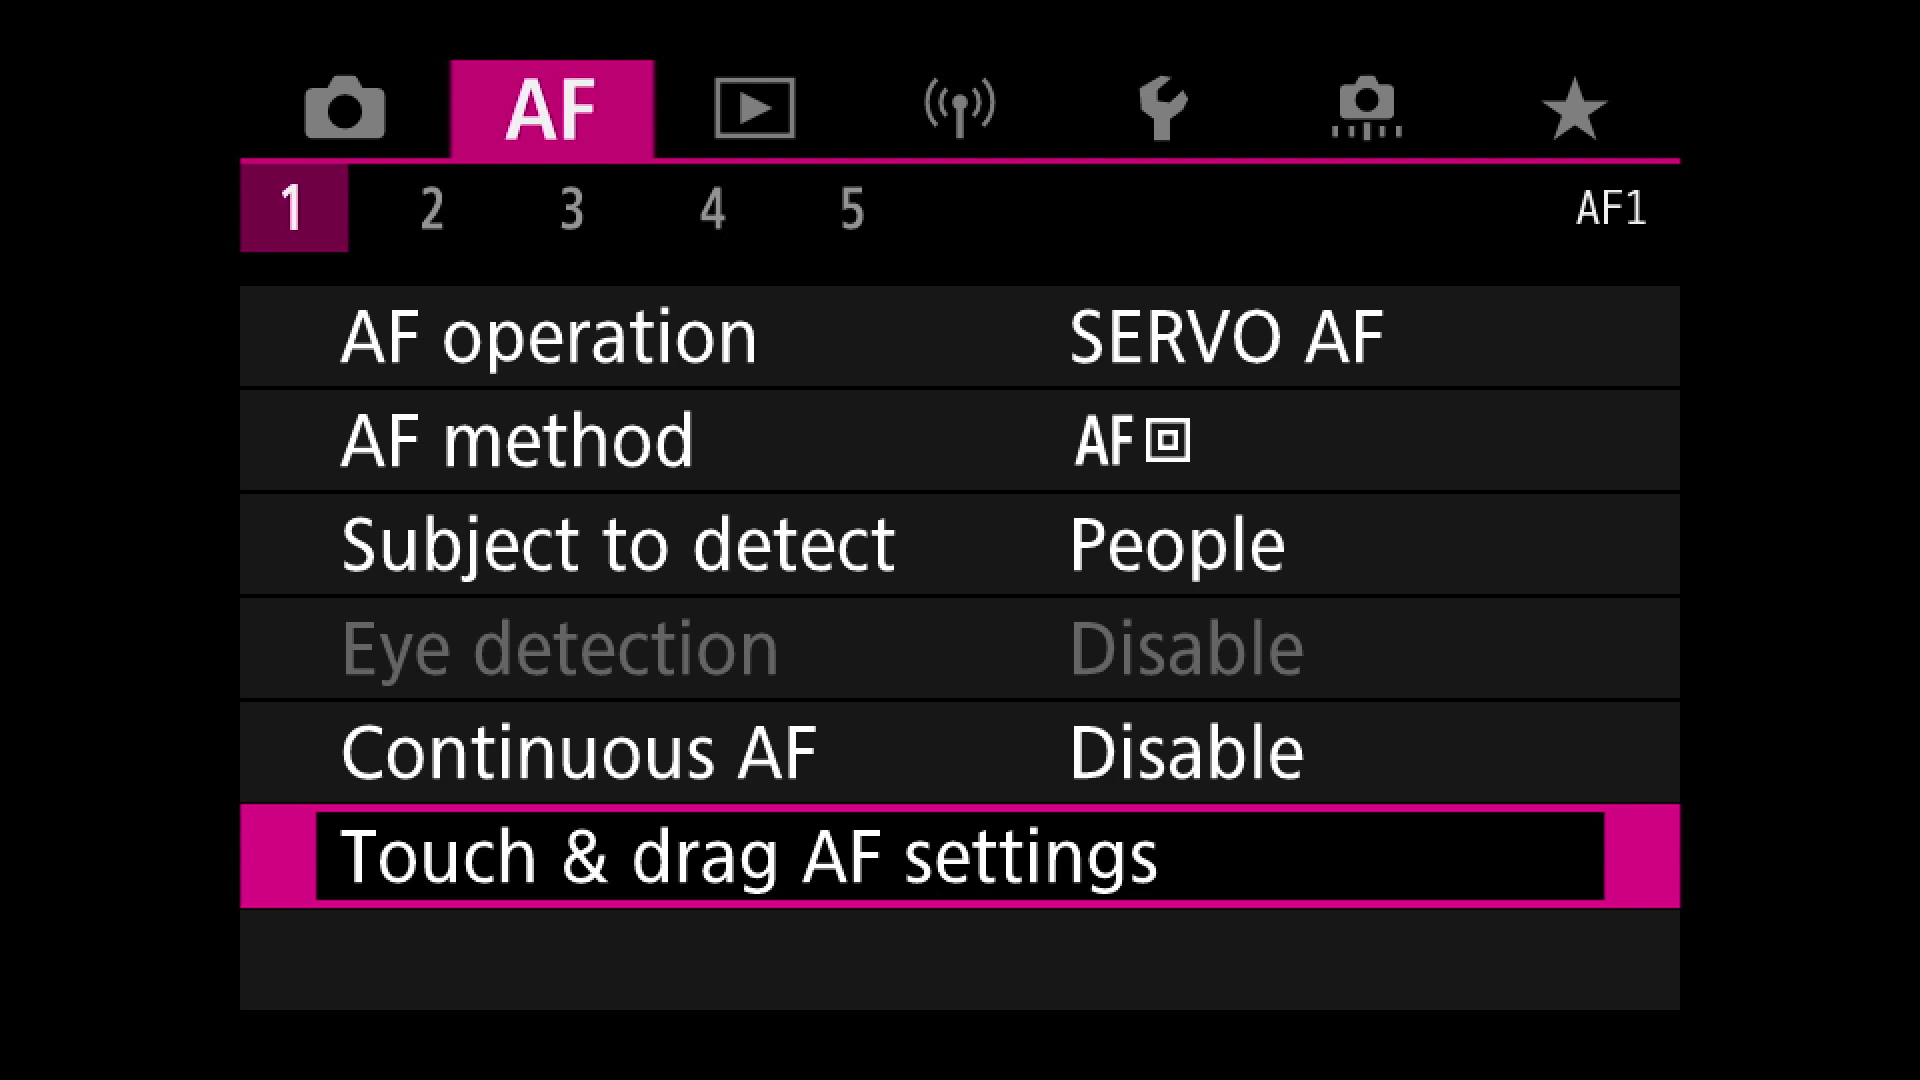 AF
1 2 3 4 5 AF1
AF operation SERVO AF
AF method AF
Subject to detect People
Eye detection Disable
Continuous AF Disable
Touch & drag AF settings